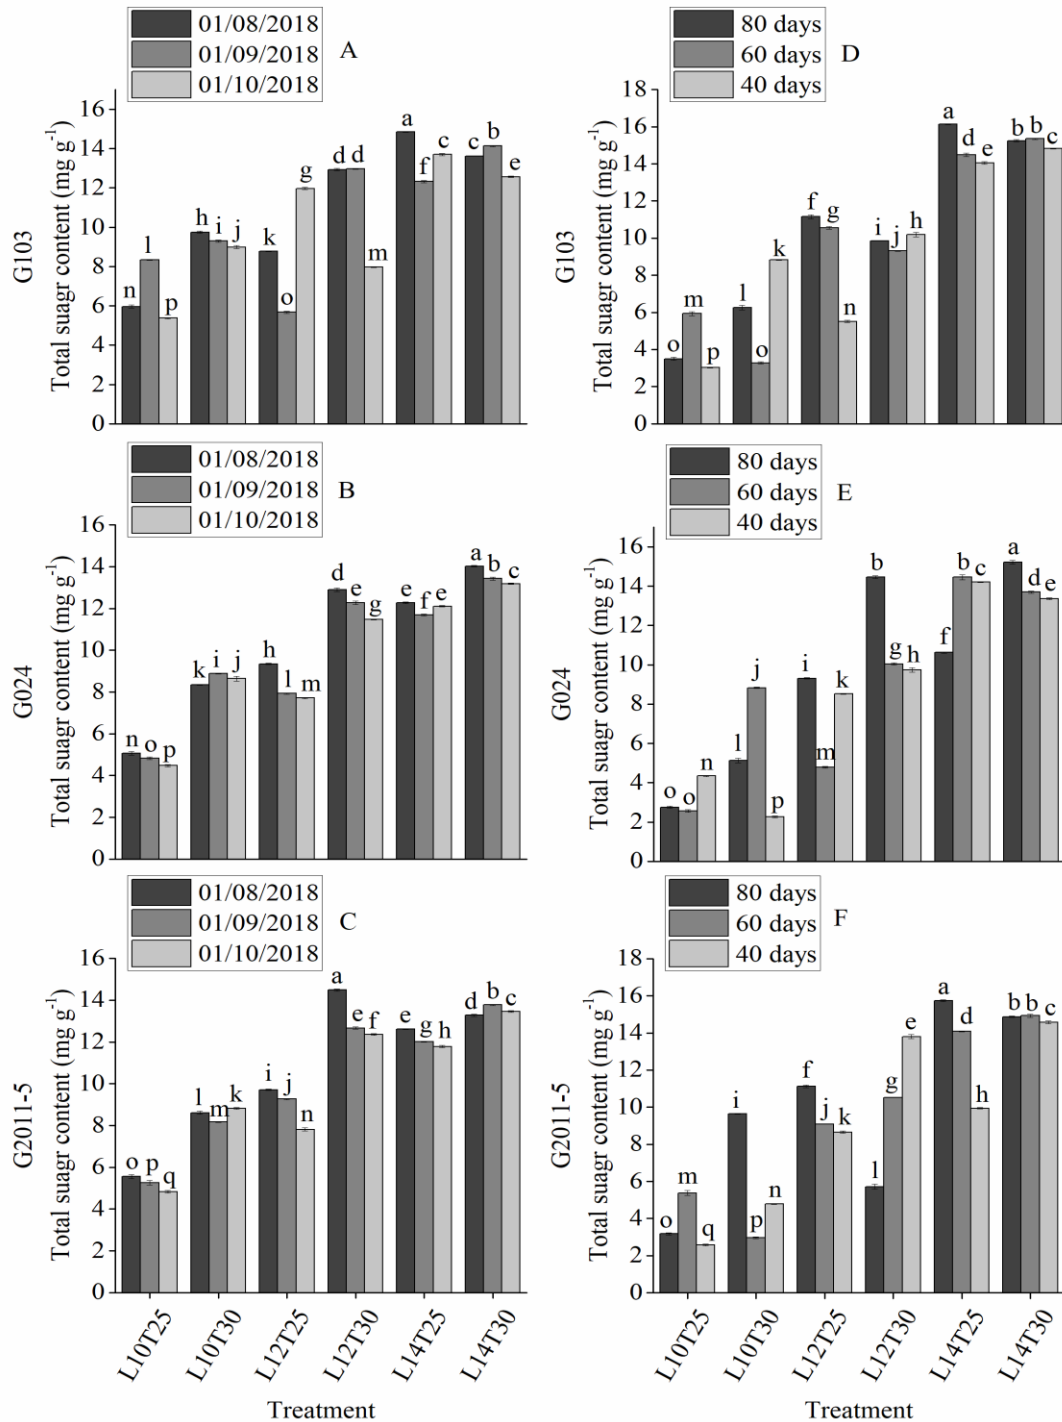 01/08/2018
01/09/2018
01/10/2018
A
G103
Total suagr content (mg g-1)
16
14
12
10
8
6
4
2
0
n l p
h i j
k o g
d d m
a f c
c b e
80 days
60 days
40 days
D
G103
Total suagr content (mg g-1)
18
16
14
12
10
8
6
4
2
0
o m p
l o k
f g n
i j h
a d e
b b c
01/08/2018
01/09/2018
01/10/2018
B
G024
Total suagr content (mg g-1)
16
14
12
10
8
6
4
2
0
n o p
k i j
h l m
d e g
e f e
a b c
80 days
60 days
40 days
E
G024
Total suagr content (mg g-1)
16
14
12
10
8
6
4
2
0
o o n
l j p
i m k
b g h
f b c
a d e
01/08/2018
01/09/2018
01/10/2018
C
G2011-5
Total suagr content (mg g-1)
16
14
12
10
8
6
4
2
0
o p q
l m k
i j n
a e f
e g h
d b c
L10T25
L10T30
L12T25
L12T30
L14T25
L14T30
Treatment
80 days
60 days
40 days
F
G2011-5
Total suagr content (mg g-1)
18
16
14
12
10
8
6
4
2
0
o m q
i p n
f j k
l g e
a d h
b b c
L10T25
L10T30
L12T25
L12T30
L14T25
L14T30
Treatment